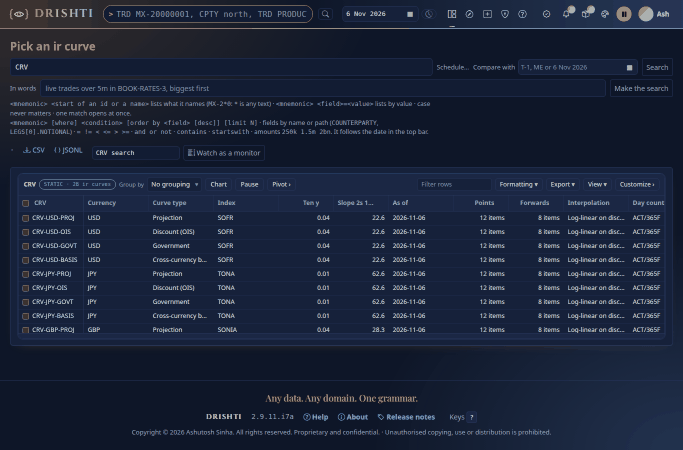 DRISHTI
> TRD MX-20000001, CPTY north, TRD PRODUC
6 Nov 2026
Ash
Pick an ir curve
CRV
Schedule... Compare with T-1, ME or 6 Nov 2026 Search
In words live trades over 5m in BOOK-RATES-3, biggest first Make the search
<mnemonic> <start of an id or a name> lists what it names (MX-2*0: * is any text) · <mnemonic> <field>=<value> lists by value · case
never matters · one match opens at once.
<mnemonic> [where] <condition> [order by <field> [desc]] [limit N] · fields by name or path (COUNTERPARTY,
LEGS[0].NOTIONAL) · = != < <= > >= · and or not · contains · startswith · amounts 250k 1.5m 2bn. It follows the date in the top bar.
CSV {} JSONL CRV search Watch as a monitor
CRV STATIC · 28 ir curves Group by No grouping Chart Pause Pivot › Filter rows Formatting ▾ Export ▾ View ▾ Customize ›
CRV Currency Curve type Index Ten y Slope 2s 1... As of Points Forwards Interpolation Day count
CRV-USD-PROJ USD Projection SOFR 0.04 22.6 2026-11-06 12 items 8 items Log-linear on disc... ACT/365F
CRV-USD-OIS USD Discount (OIS) SOFR 0.04 22.6 2026-11-06 12 items 8 items Log-linear on disc... ACT/365F
CRV-USD-GOVT USD Government SOFR 0.04 22.6 2026-11-06 12 items 8 items Log-linear on disc... ACT/365F
CRV-USD-BASIS USD Cross-currency b... SOFR 0.04 22.6 2026-11-06 12 items 8 items Log-linear on disc... ACT/365F
CRV-JPY-PROJ JPY Projection TONA 0.01 62.6 2026-11-06 12 items 8 items Log-linear on disc... ACT/365F
CRV-JPY-OIS JPY Discount (OIS) TONA 0.01 62.6 2026-11-06 12 items 8 items Log-linear on disc... ACT/365F
CRV-JPY-GOVT JPY Government TONA 0.01 62.6 2026-11-06 12 items 8 items Log-linear on disc... ACT/365F
CRV-JPY-BASIS JPY Cross-currency b... TONA 0.01 62.6 2026-11-06 12 items 8 items Log-linear on disc... ACT/365F
CRV-GBP-PROJ GBP Projection SONIA 0.04 28.3 2026-11-06 12 items 8 items Log-linear on disc... ACT/365F
Any data. Any domain. One grammar.
DRISHTI 2.9.11.i7a Help About Release notes Keys ?
Copyright © 2026 Ashutosh Sinha. All rights reserved. Proprietary and confidential. · Unauthorised copying, use or distribution is prohibited.